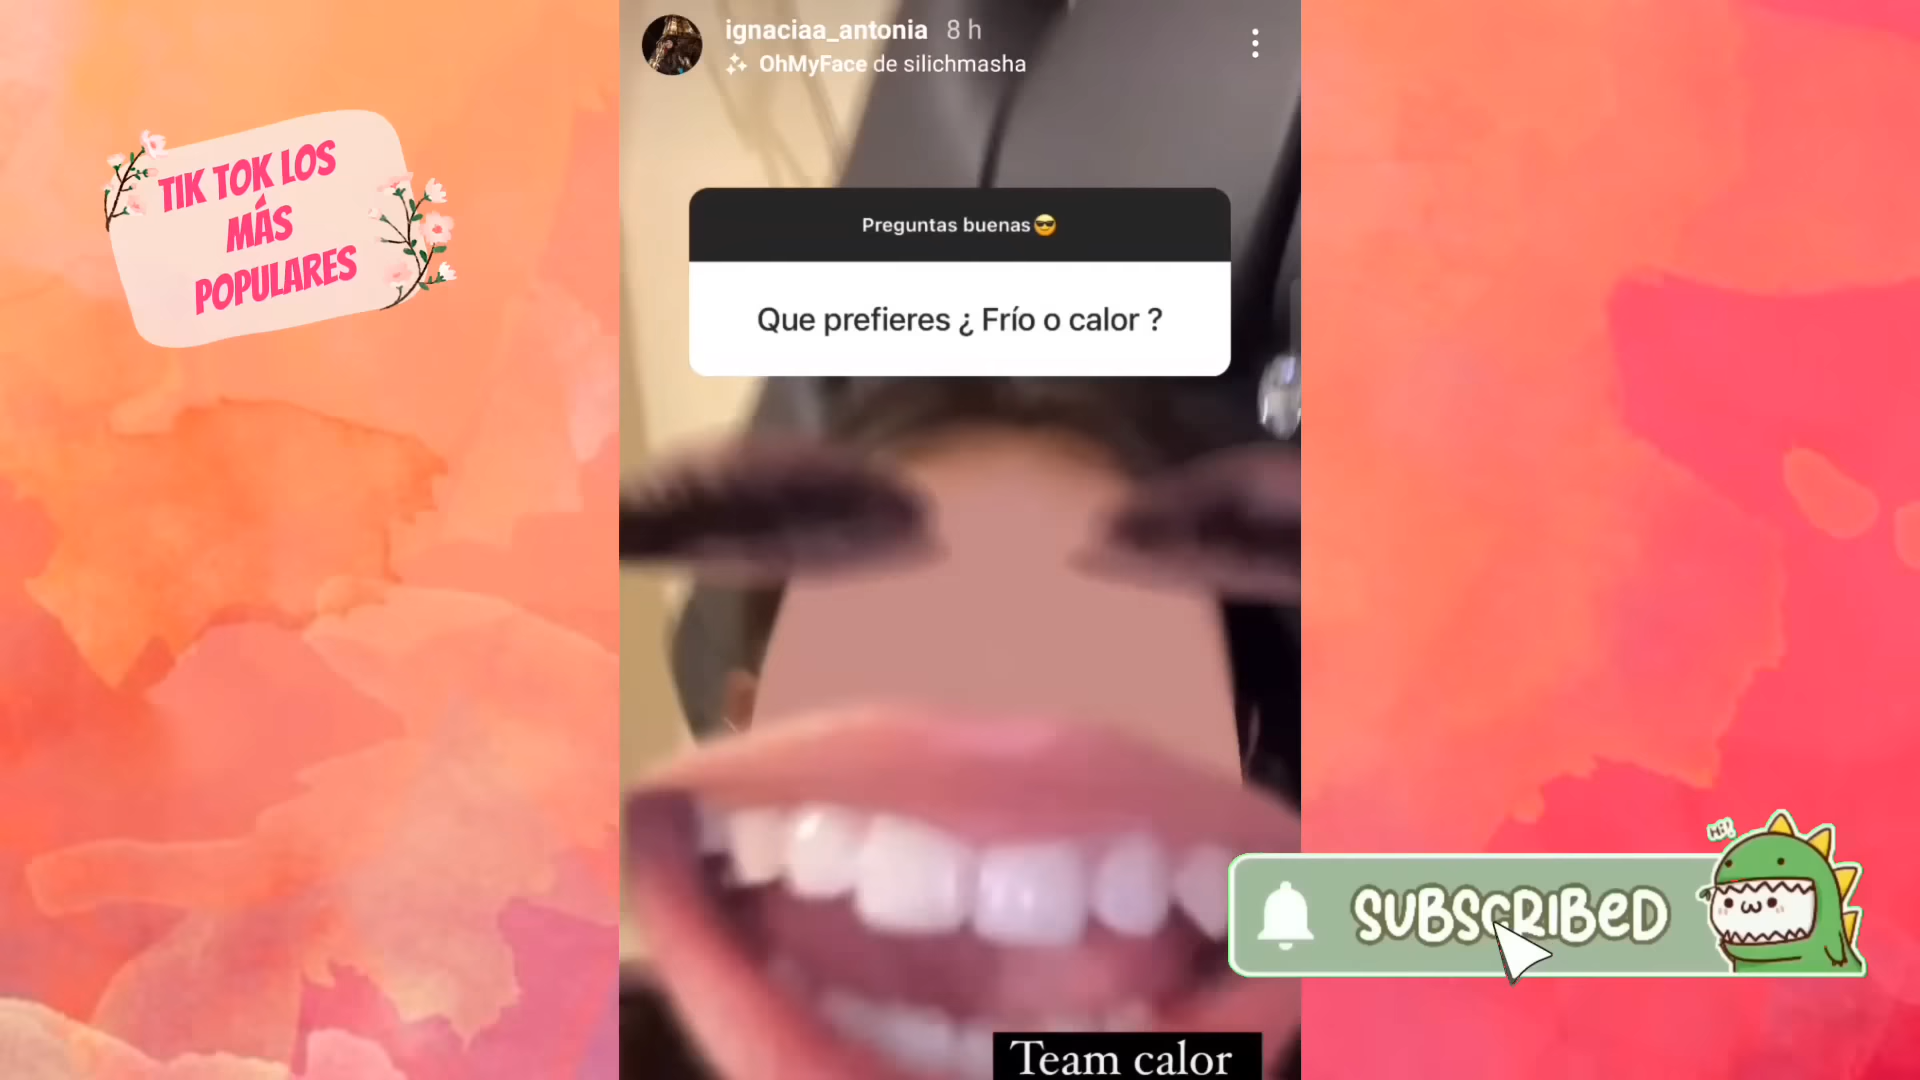 ignaciaa_antonia 8 h
OhMyFace de silichmasha
TIK TOK LOS
MÁS
POPULARES
Preguntas buenas😎
Que prefieres ¿ Frío o calor ?
HI!
SUBSCRIBED
Team calor